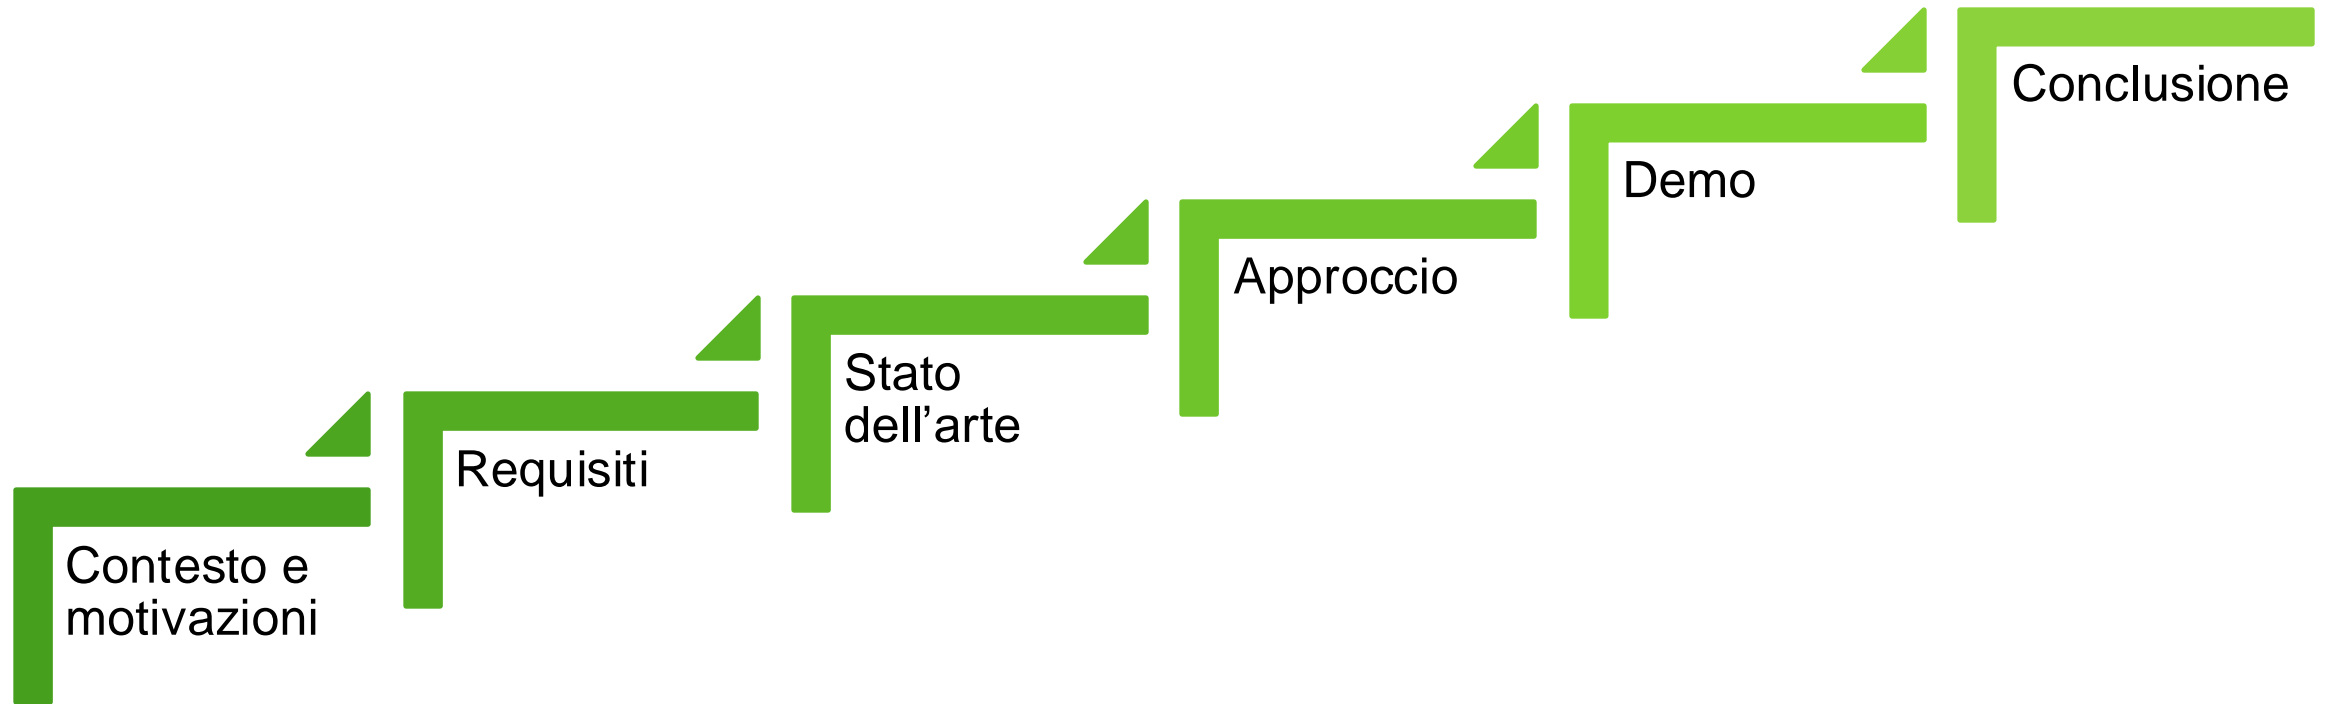 Contesto e
motivazioni
Requisiti
Stato
dell’arte
Approccio
Demo
Conclusione